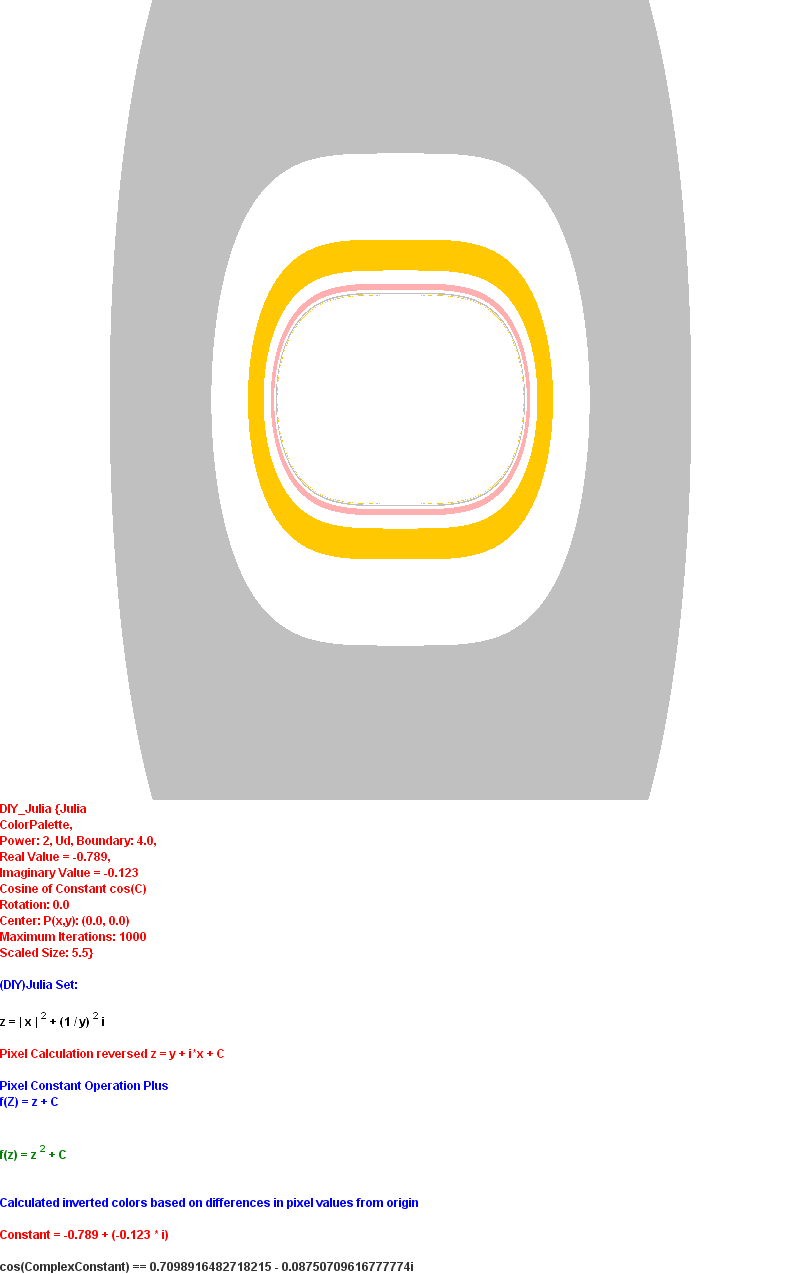 DIY_Julia {Julia
ColorPalette,
Power: 2, Ud, Boundary: 4.0,
Real Value = -0.789,
Imaginary Value = -0.123
Cosine of Constant cos(C)
Rotation: 0.0
Center: P(x,y): (0.0, 0.0)
Maximum Iterations: 1000
Scaled Size: 5.5}
(DIY)Julia Set:
z = | x | 2 + (1 / y) 2 i
Pixel Calculation reversed z = y + i*x + C
Pixel Constant Operation Plus
f(Z) = z + C
f(z) = z 2 + C
Calculated inverted colors based on differences in pixel values from origin
Constant = -0.789 + (-0.123 * i)
cos(ComplexConstant) == 0.7098916482718215 - 0.08750709616777774i